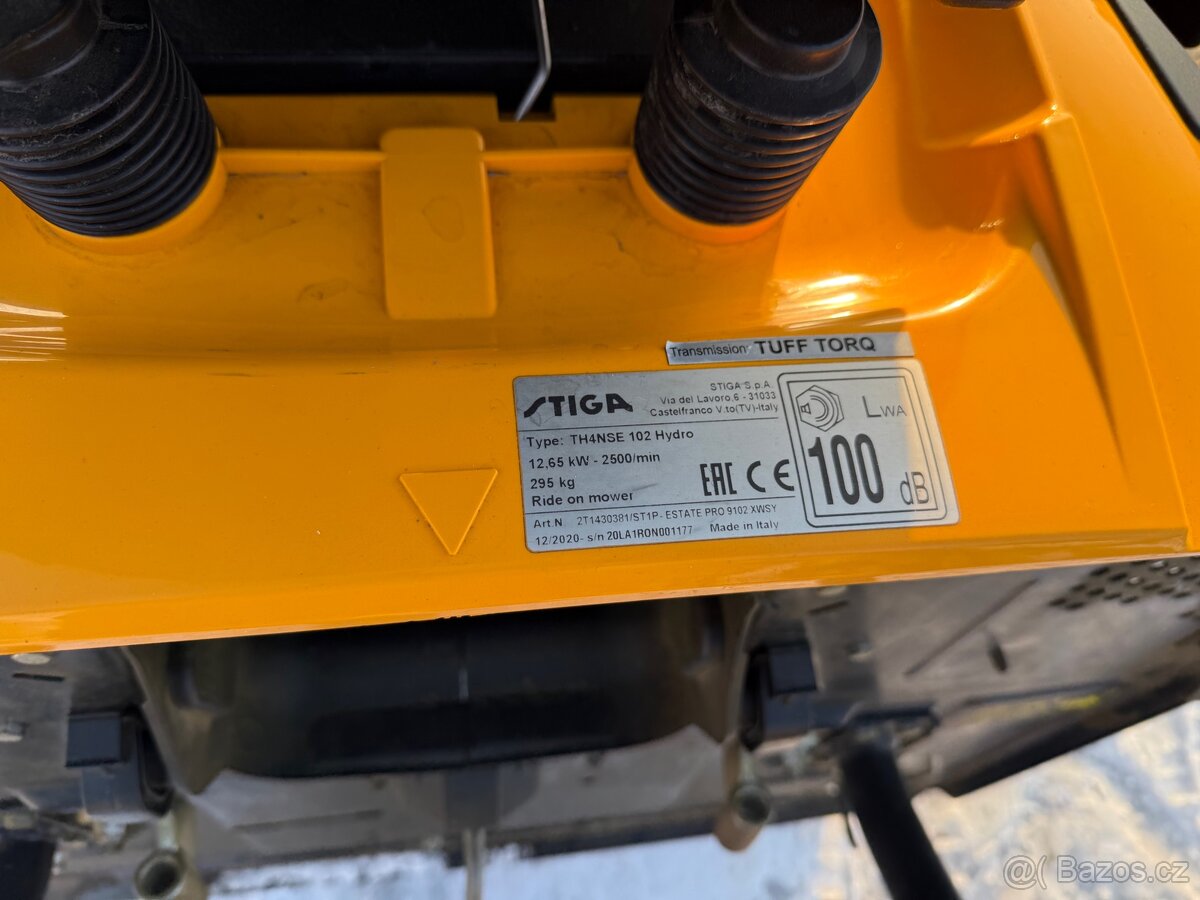 Transmission: TUFF TORQ
STIGA
STIGA S.p.A.
Via del Lavoro,6 - 31033
Castelfranco V.to(TV)-Italy
Type: TH4NSE 102 Hydro
12,65 kW - 2500/min
295 kg
Ride on mower
EAC CE
Art.N 2T1430381/ST1P - ESTATE PRO 9102 XWSY
12/2020- s/n 20LA1RON001177 Made in Italy
LWA
100 dB
@( Bazos.cz